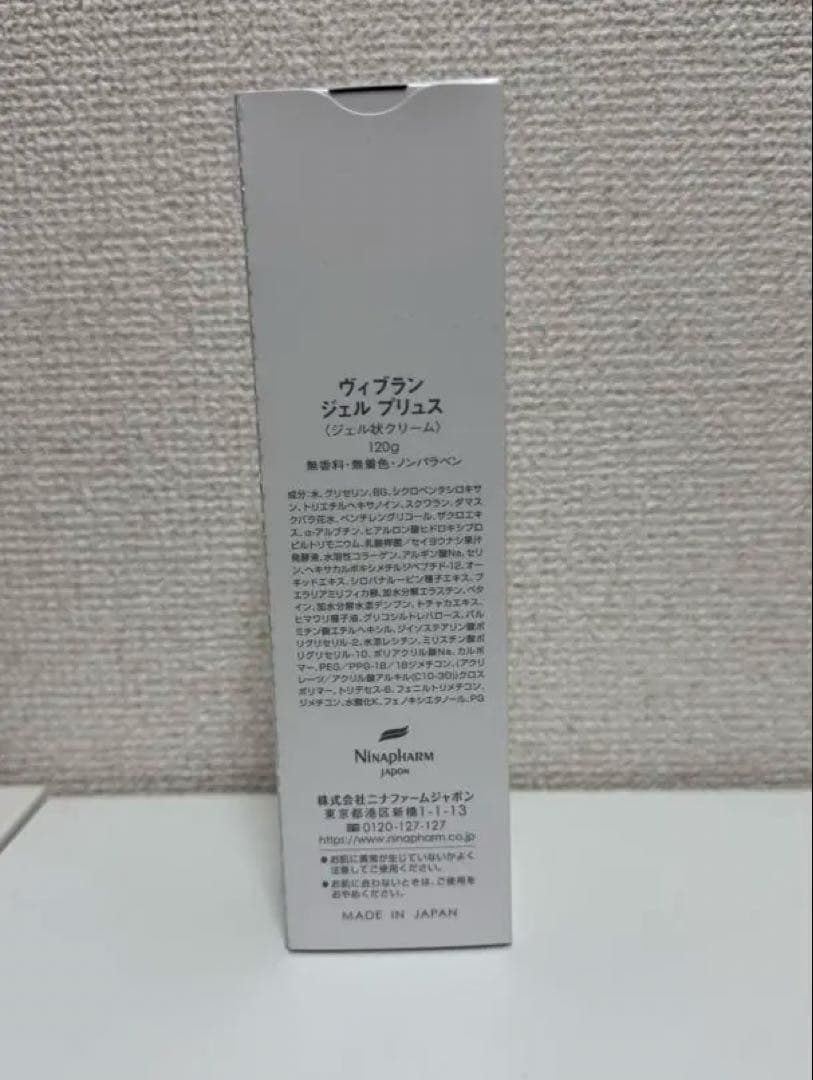 ヴィブラン
ジェル プリュス
〈ジェル状クリーム〉
120g
無香料・無着色・ノンパラベン
成分:水、グリセリン、BG、シクロペンタシロキサ
ン、トリエチルヘキサノイン、スクワラン、ダマス
クバラ花水、ペンチレングリコール、ザクロエキ
ス、α-アルブチン、ヒアルロン酸ヒドロキシプロ
ピルトリモニウム、乳酸桿菌/セイヨウナシ果汁
発酵液、水溶性コラーゲン、アルギン酸Na、セリ
ン、ヘキサカルボキシメチルジペプチド-12、オー
キッドエキス、シロバナルーピン種子エキス、プ
エラリアミリフィカ根、加水分解エラスチン、ベタ
イン、加水分解水添デンプン、トチャカエキス、
ヒマワリ種子油、グリコシルトレハロース、パル
ミチン酸エチルヘキシル、ジイソステアリン酸ポ
リグリセリル-2、水添レシチン、ミリスチン酸ポ
リグリセリル-10、ポリアクリル酸Na、カルボ
マー、PEG/PPG-18/18ジメチコン、(アクリ
レーツ/アクリル酸アルキル(C10-30))クロス
ポリマー、トリデセス-6、フェニルトリメチコン、
ジメチコン、水酸化K、フェノキシエタノール、PG
NINAPHARM
JAPON
株式会社ニナファームジャポン
東京都港区新橋1-1-13
0120-127-127
https://www.ninapharm.co.jp
●お肌に異常が生じていないかよく
注意してご使用ください。
●お肌に合わないときは、ご使用を
おやめください。
MADE IN JAPAN